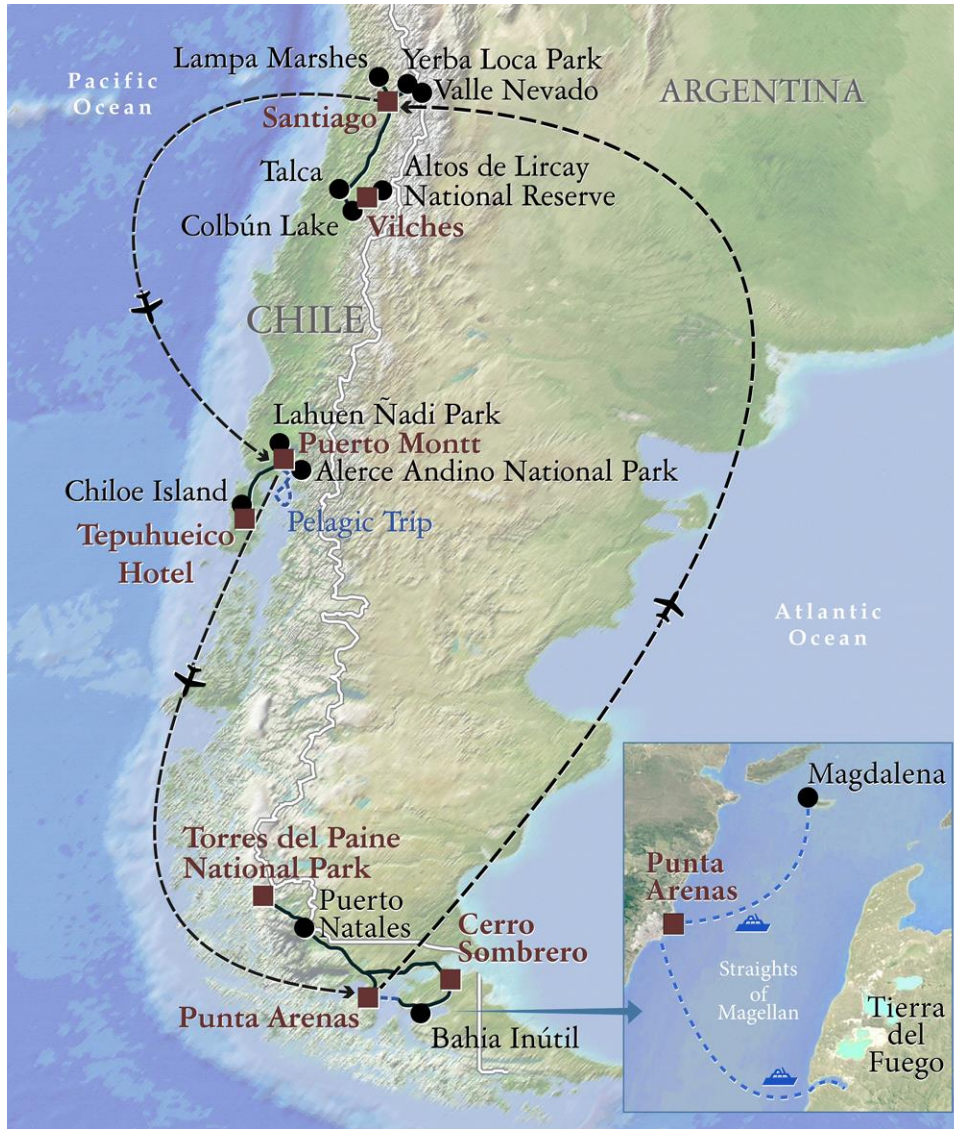 Lampa Marshes
Yerba Loca Park
Pacific
Ocean
Valle Nevado
ARGENTINA
Santiago
Talca
Altos de Lircay
National Reserve
Colbún Lake
Vilches
CHILE
Lahuen Ñadi Park
Puerto Montt
Alerce Andino National Park
Chiloe Island
Pelagic Trip
Tepuhueico
Hotel
Atlantic
Ocean
Torres del Paine
National Park
Puerto
Natales
Cerro
Sombrero
Punta Arenas
Bahia Inútil
Magdalena
Punta
Arenas
Straights
of
Magellan
Tierra
del
Fuego